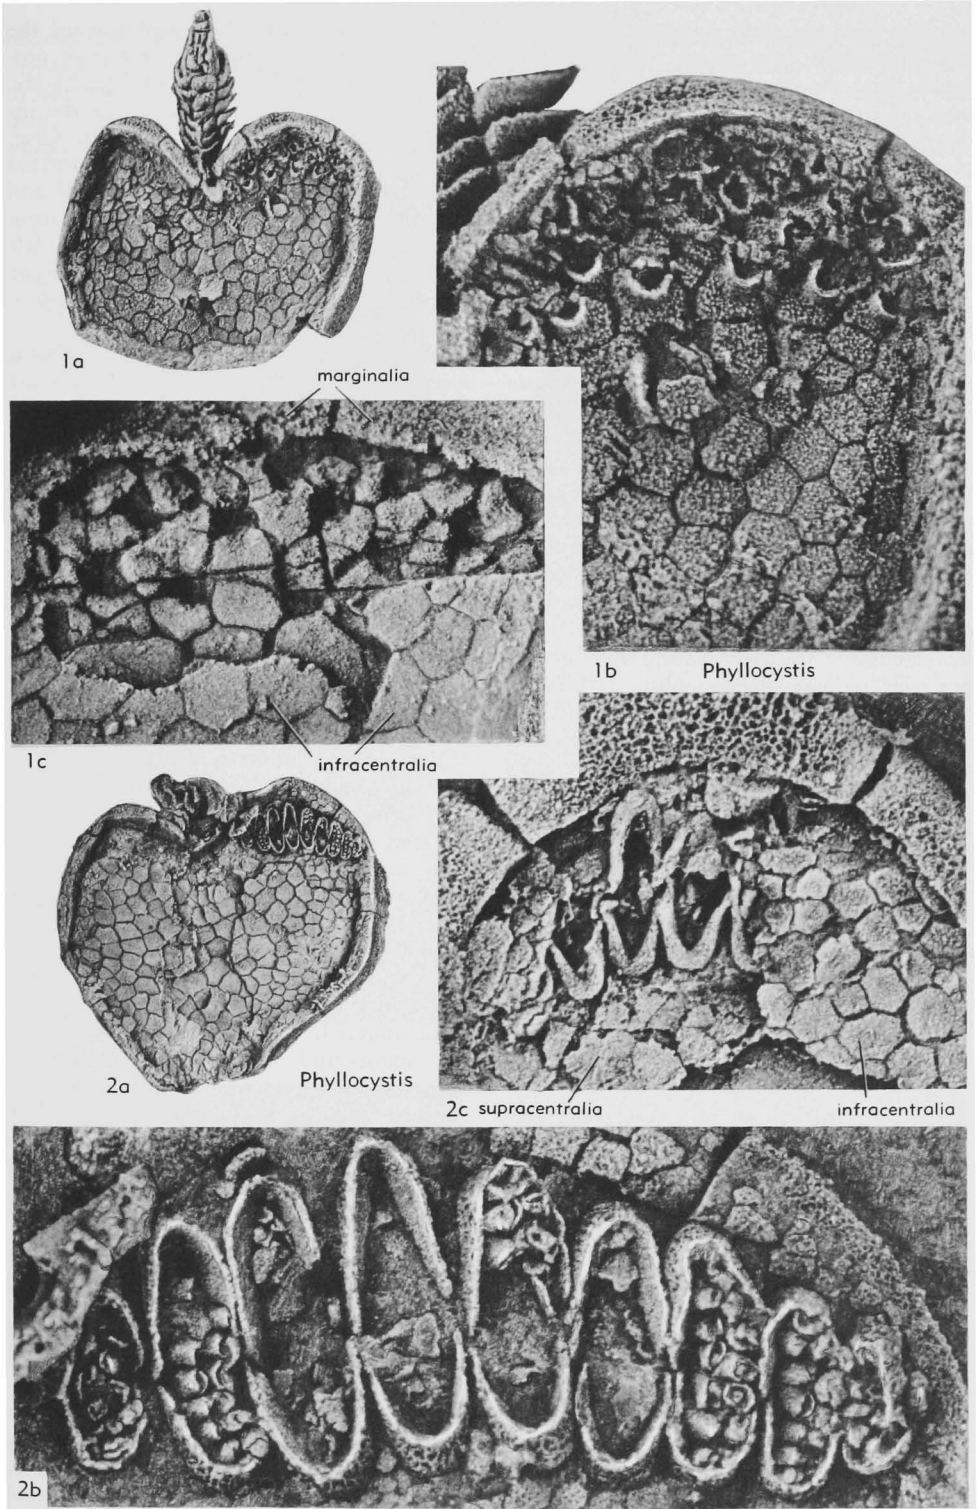 1a
marginalia
1b Phyllocystis
1c infracentralia
2a Phyllocystis
2c supracentralia infracentralia
2b